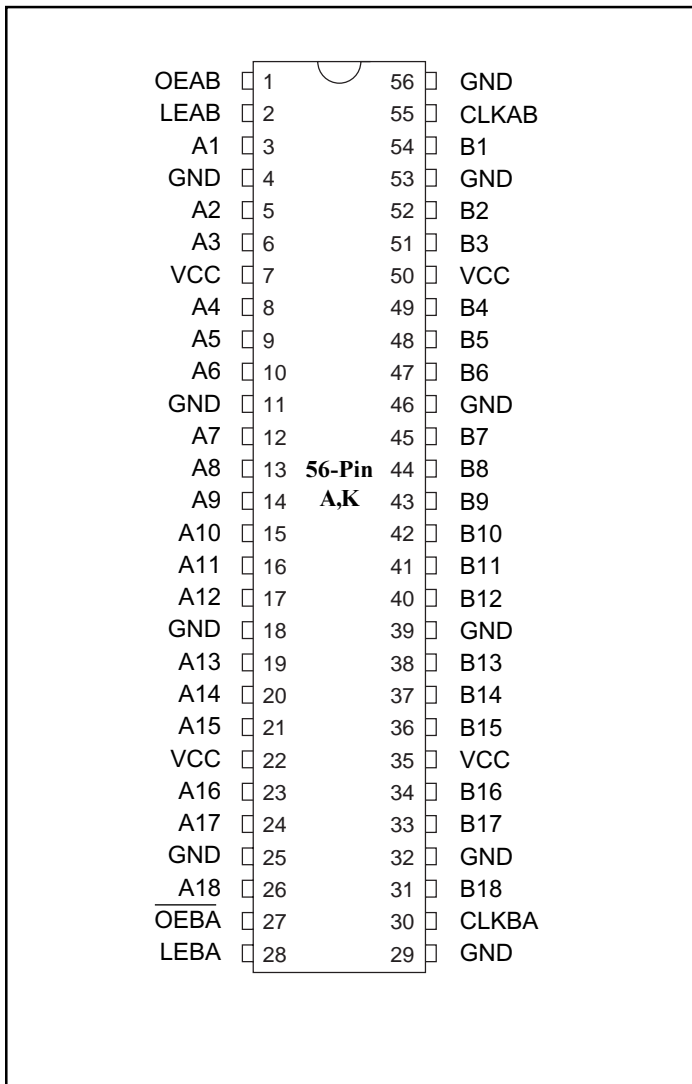 OEAB 1 56 GND
LEAB 2 55 CLKAB
A1 3 54 B1
GND 4 53 GND
A2 5 52 B2
A3 6 51 B3
VCC 7 50 VCC
A4 8 49 B4
A5 9 48 B5
A6 10 47 B6
GND 11 46 GND
A7 12 45 B7
A8 13 56-Pin 44 B8
A9 14 A,K 43 B9
A10 15 42 B10
A11 16 41 B11
A12 17 40 B12
GND 18 39 GND
A13 19 38 B13
A14 20 37 B14
A15 21 36 B15
VCC 22 35 VCC
A16 23 34 B16
A17 24 33 B17
GND 25 32 GND
A18 26 31 B18
O̅E̅B̅A̅ 27 30 CLKBA
LEBA 28 29 GND